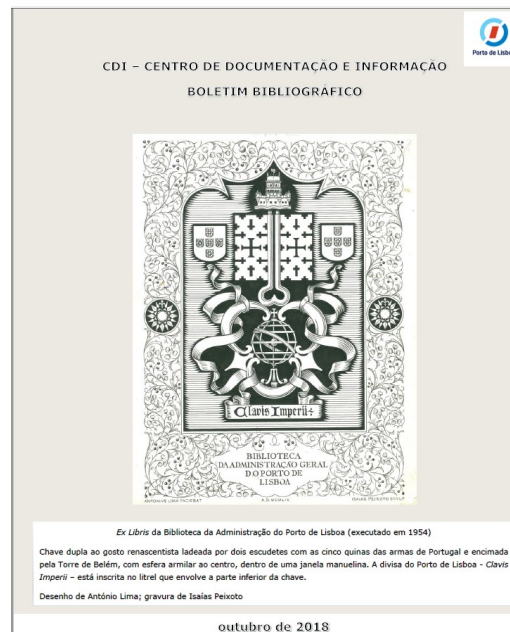 Porto de Lisboa
CDI – CENTRO DE DOCUMENTAÇÃO E INFORMAÇÃO
BOLETIM BIBLIOGRÁFICO
Clavis Imperii
BIBLIOTECA
DA ADMINISTRAÇÃO GERAL
DO PORTO DE
LISBOA
Ex Libris da Biblioteca da Administração do Porto de Lisboa (executado em 1954)
Chave dupla ao gosto renascentista ladeada por dois escudetes com as cinco quinas das armas de Portugal e encimada
pela Torre de Belém, com esfera armilar ao centro, dentro de uma janela manuelina. A divisa do Porto de Lisboa - Clavis
Imperii – está inscrita no litrel que envolve a parte inferior da chave.
Desenho de António Lima; gravura de Isaías Peixoto
outubro de 2018